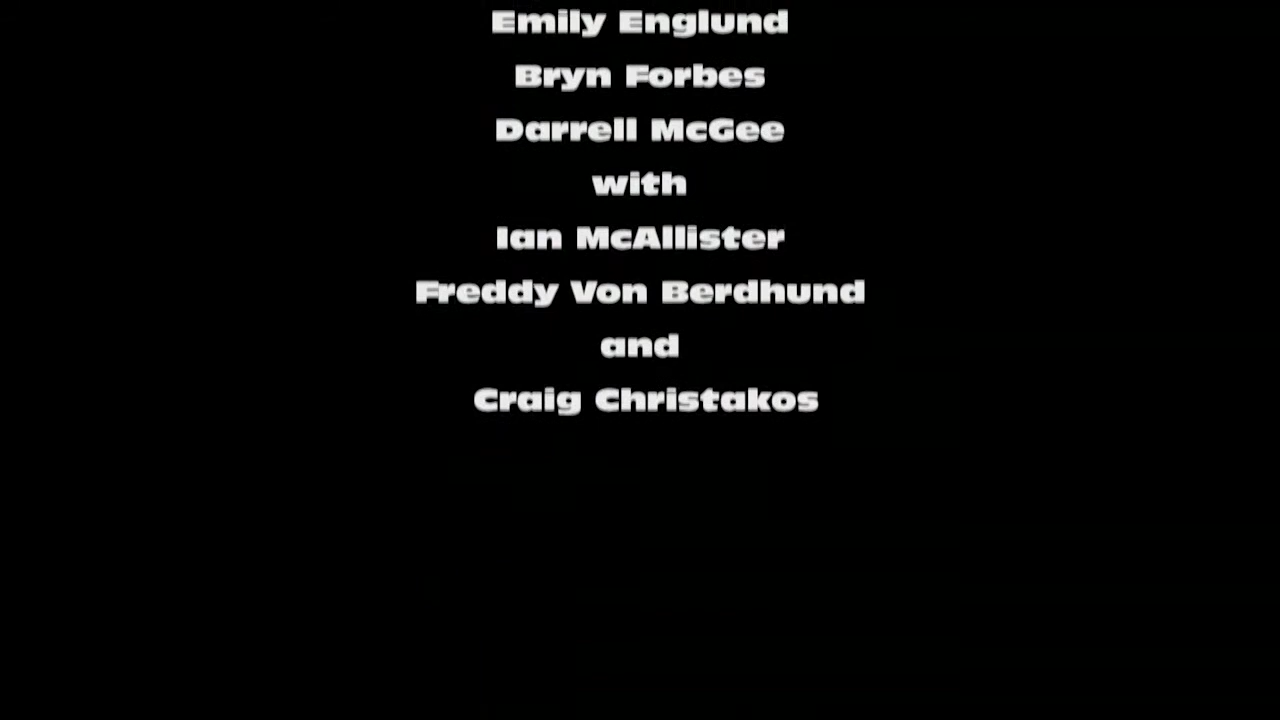 Emily Englund
Bryn Forbes
Darrell McGee
with
Ian McAllister
Freddy Von Berdhund
and
Craig Christakos